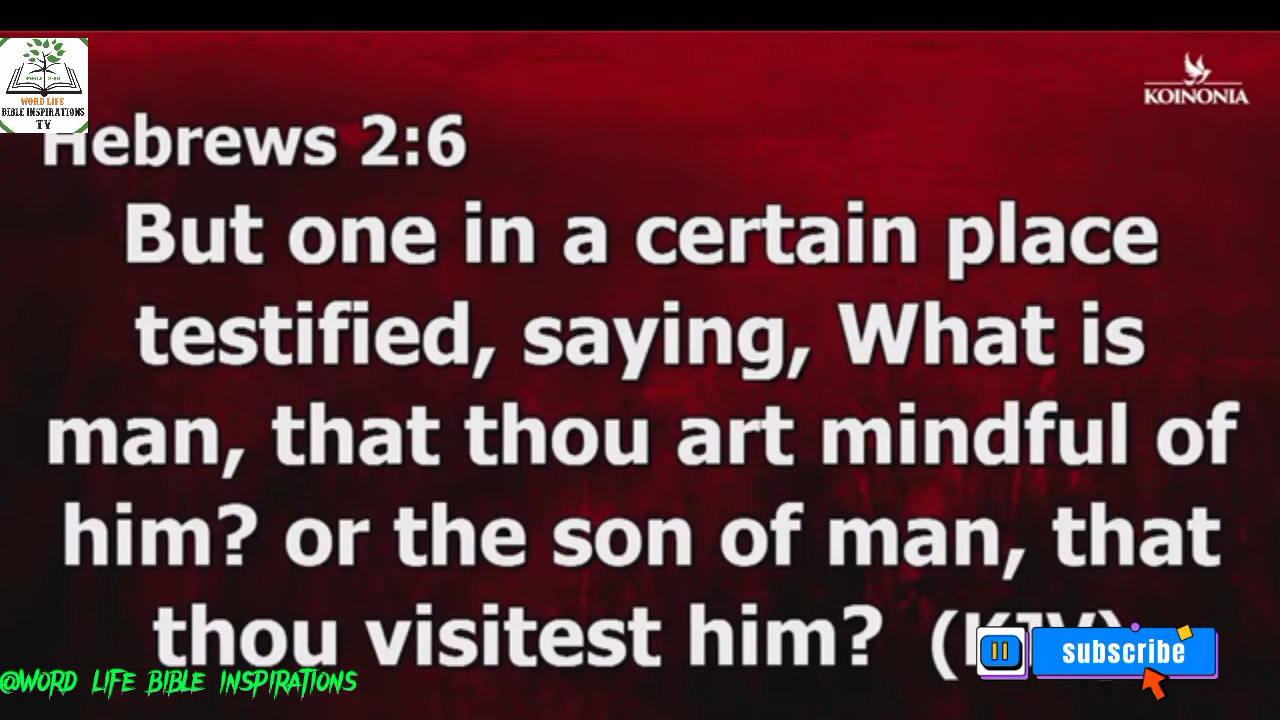 WORD LIFE
BIBLE INSPIRATIONS
TV
KOINONIA
Hebrews 2:6
But one in a certain place
testified, saying, What is
man, that thou art mindful of
him? or the son of man, that
thou visitest him? (KJV)
subscribe
@WORD LIFE BIBLE INSPIRATIONS